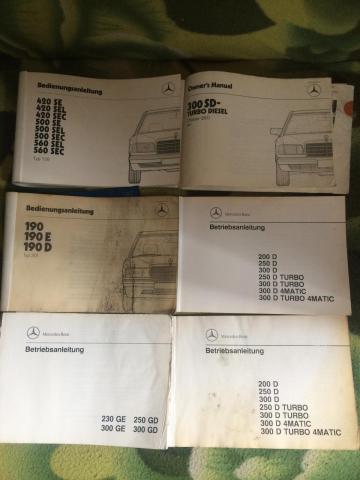 Bedienungsanleitung
420 SE
420 SEL
420 SEC
500 SE
500 SEL
500 SEC
560 SEL
560 SEC
Typ 126
Owner's Manual
300 SD-
TURBO DIESEL
Bedienungsanleitung
190
190 E
190 D
Typ 201
Mercedes-Benz
Betriebsanleitung
200 D
250 D
300 D
250 D TURBO
300 D TURBO
300 D 4MATIC
300 D TURBO 4MATIC
Mercedes-Benz
Betriebsanleitung
230 GE 250 GD
300 GE 300 GD
Mercedes-Benz
Betriebsanleitung
200 D
250 D
300 D
250 D TURBO
300 D TURBO
300 D 4MATIC
300 D TURBO 4MATIC